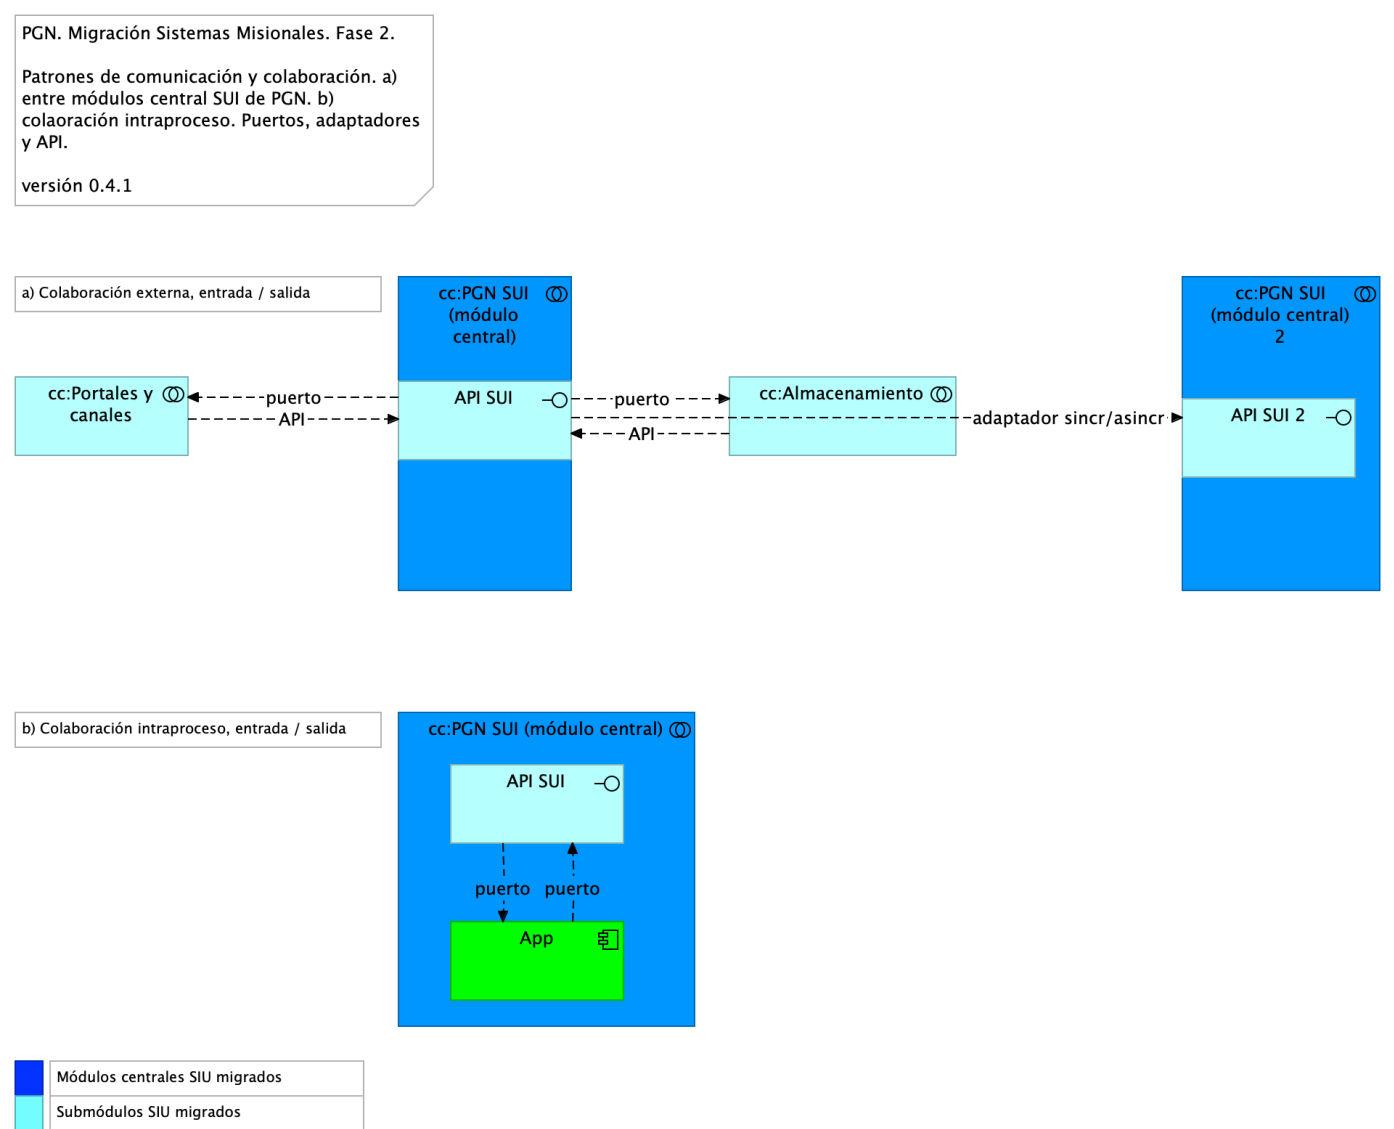 PGN. Migración Sistemas Misionales. Fase 2.
Patrones de comunicación y colaboración. a)
entre módulos central SUI de PGN. b)
colaoración intraproceso. Puertos, adaptadores
y API.
versión 0.4.1
a) Colaboración externa, entrada / salida
cc:PGN SUI
(módulo
central)
cc:PGN SUI
(módulo central)
2
cc:Portales y
canales
puerto
API
API SUI
puerto
API
cc:Almacenamiento
adaptador sincr/asincr
API SUI 2
b) Colaboración intraproceso, entrada / salida
cc:PGN SUI (módulo central)
API SUI
puerto
puerto
App
Módulos centrales SIU migrados
Submódulos SIU migrados